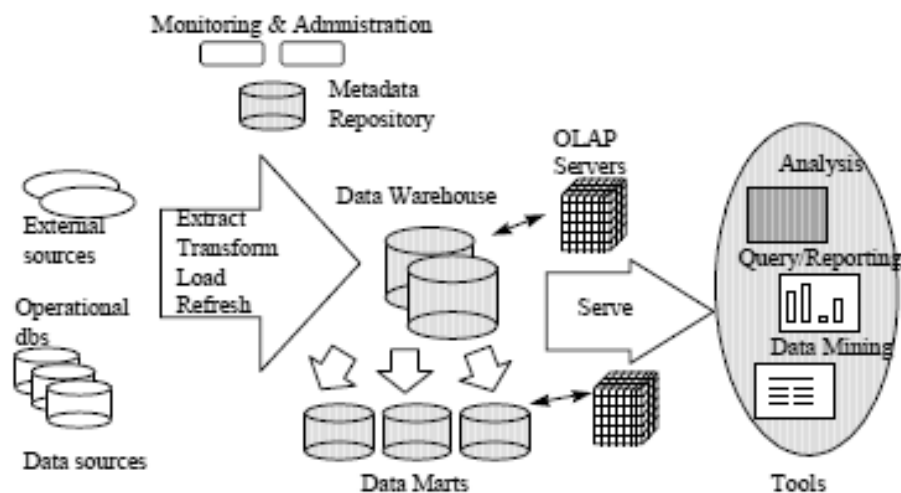 Monitoring & Admnistration
Metadata
Repository
OLAP
Servers
Analysis
Data Warehouse
External
sources
Extract
Transform
Load
Refresh
Query/Reporting
Operational
dbs
Serve
Data Mining
Data sources
Data Marts
Tools